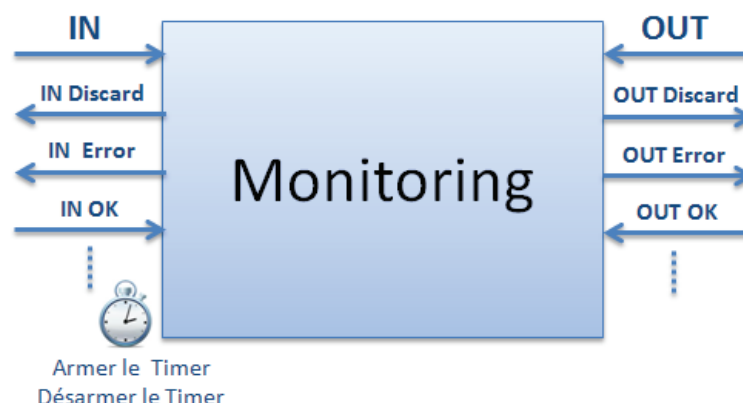 IN
OUT
IN Discard
OUT Discard
IN Error
OUT Error
Monitoring
IN OK
OUT OK
Armer le Timer
Désarmer le Timer